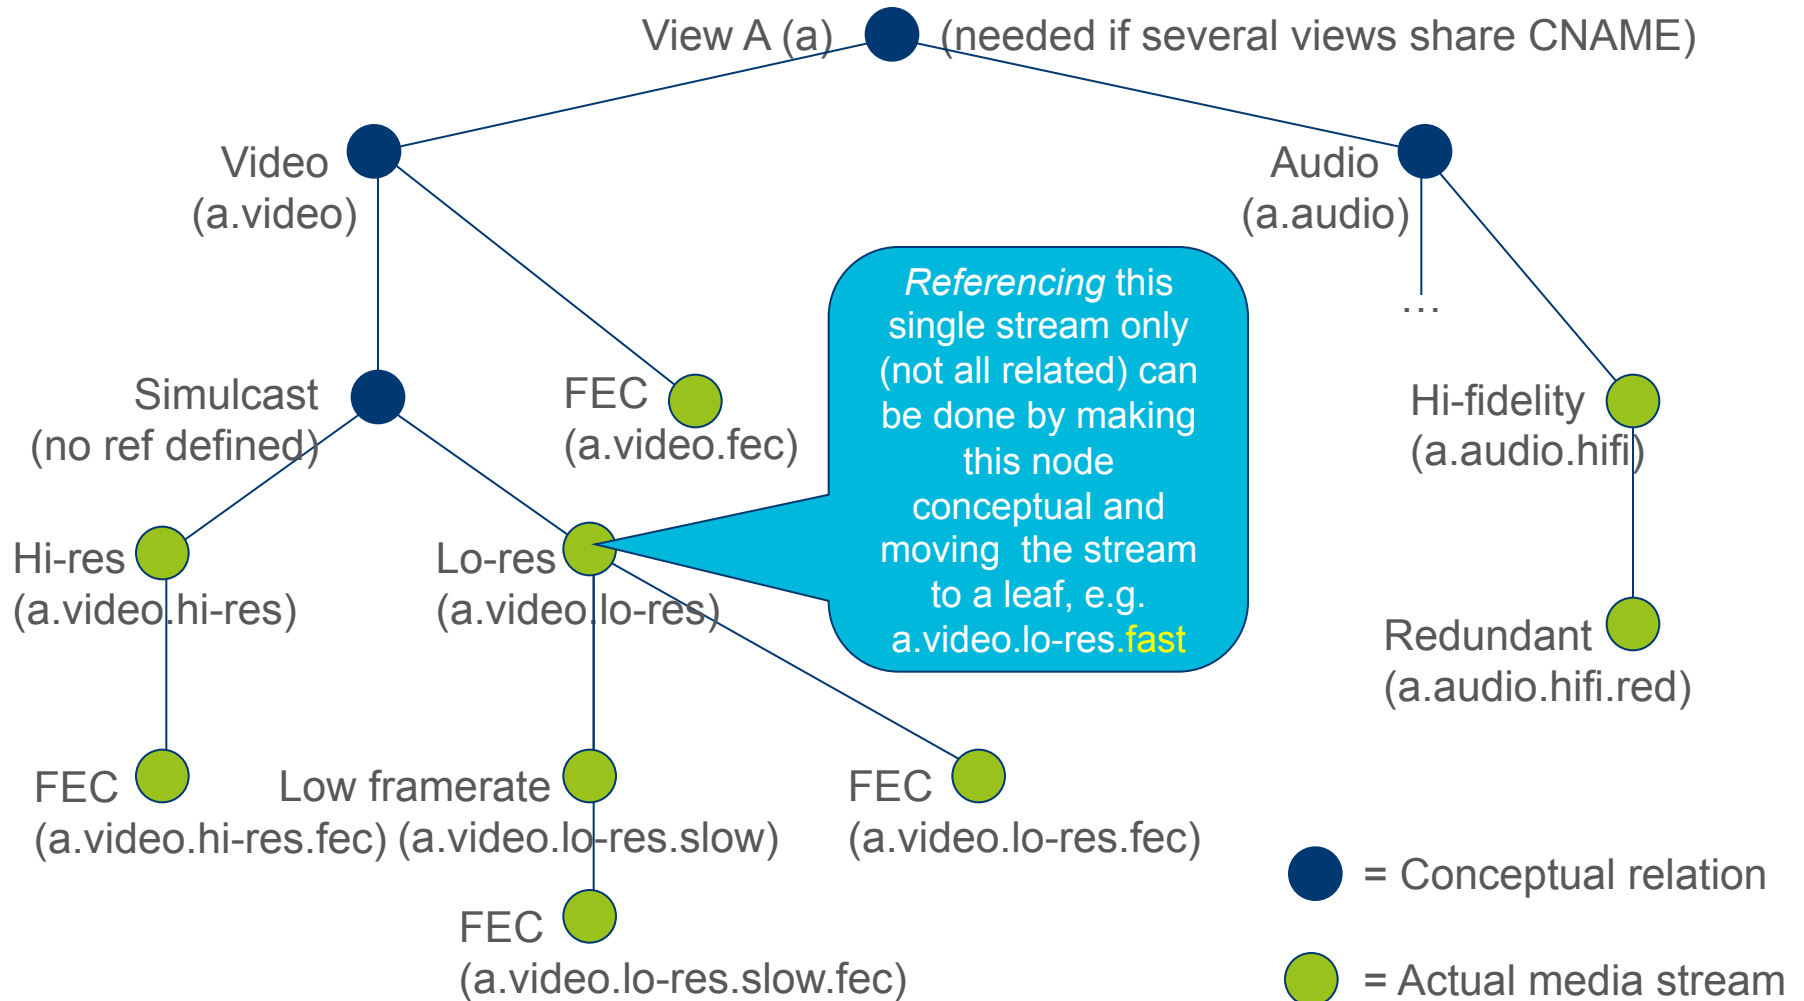 View A (a)
(needed if several views share CNAME)
Video
(a.video)
Audio
(a.audio)
Referencing this
single stream only
(not all related) can
be done by making
this node
conceptual and
moving the stream
to a leaf, e.g.
a.video.lo-res.fast
…
Simulcast
(no ref defined)
FEC
(a.video.fec)
Hi-fidelity
(a.audio.hifi)
Hi-res
(a.video.hi-res)
Lo-res
(a.video.lo-res)
Redundant
(a.audio.hifi.red)
FEC
(a.video.hi-res.fec)
Low framerate
(a.video.lo-res.slow)
FEC
(a.video.lo-res.fec)
FEC
(a.video.lo-res.slow.fec)
= Conceptual relation
= Actual media stream